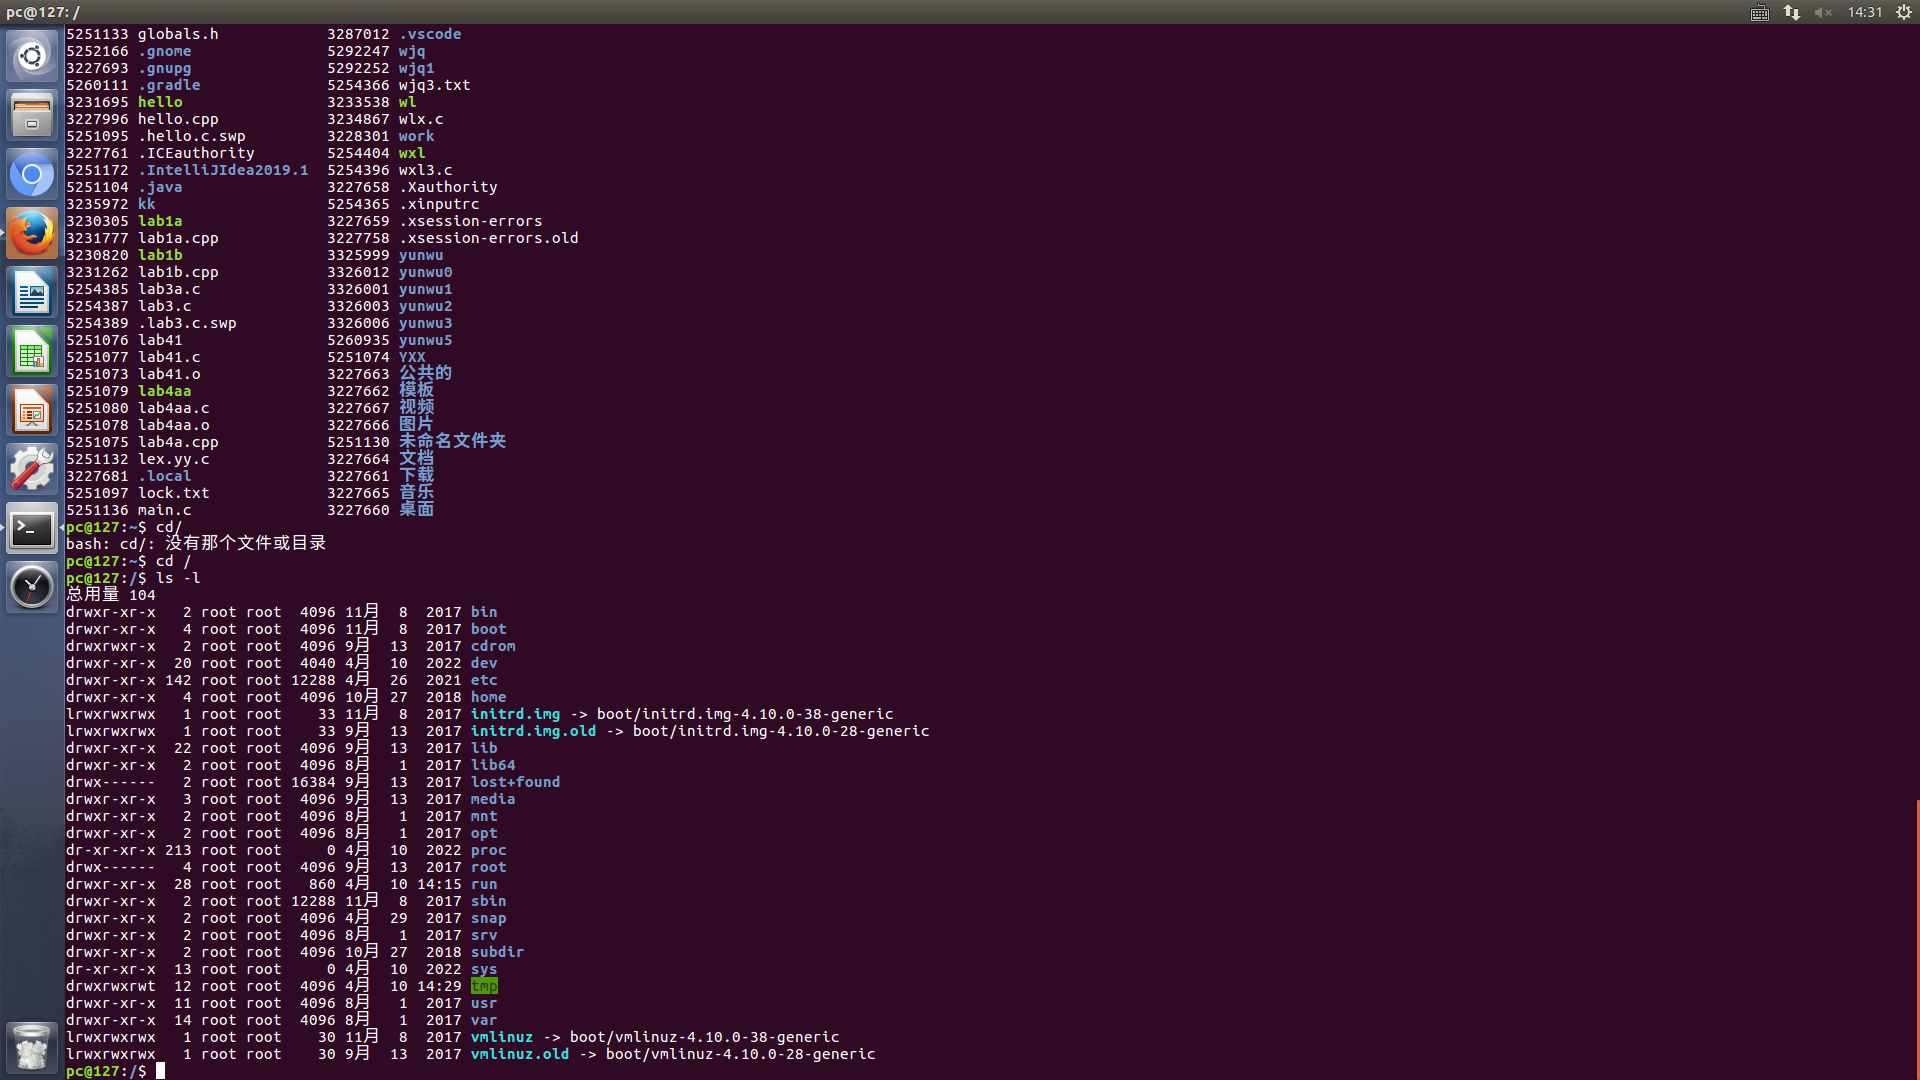 pc@127: /
14:31
5251133 globals.h            3287012 .vscode
5252166 .gnome               5292247 wjq
3227693 .gnupg               5292252 wjq1
5260111 .gradle              5254366 wjq3.txt
3231695 hello                3233538 wl
3227996 hello.cpp            3234867 wlx.c
5251095 .hello.c.swp         3228301 work
3227761 .ICEauthority        5254404 wxl
5251172 .IntelliJIdea2019.1  5254396 wxl3.c
5251104 .java                3227658 .Xauthority
3235972 kk                   5254365 .xinputrc
3230305 lab1a                3227659 .xsession-errors
3231777 lab1a.cpp            3227758 .xsession-errors.old
3230820 lab1b                3325999 yunwu
3231262 lab1b.cpp            3326012 yunwu0
5254385 lab3a.c              3326001 yunwu1
5254387 lab3.c               3326003 yunwu2
5254389 .lab3.c.swp          3326006 yunwu3
5251076 lab41                5260935 yunwu5
5251077 lab41.c              5251074 YXX
5251073 lab41.o              3227663 公共的
5251079 lab4aa               3227662 模板
5251080 lab4aa.c             3227667 视频
5251078 lab4aa.o             3227666 图片
5251075 lab4a.cpp            5251130 未命名文件夹
5251132 lex.yy.c             3227664 文档
3227681 .local               3227661 下载
5251097 lock.txt             3227665 音乐
5251136 main.c               3227660 桌面
pc@127:~$ cd/
bash: cd/: 没有那个文件或目录
pc@127:~$ cd /
pc@127:/$ ls -l
总用量 104
drwxr-xr-x   2 root root  4096 11月  8  2017 bin
drwxr-xr-x   4 root root  4096 11月  8  2017 boot
drwxrwxr-x   2 root root  4096 9月  13  2017 cdrom
drwxr-xr-x  20 root root  4040 4月  10  2022 dev
drwxr-xr-x 142 root root 12288 4月  26  2021 etc
drwxr-xr-x   4 root root  4096 10月 27  2018 home
lrwxrwxrwx   1 root root    33 11月  8  2017 initrd.img -> boot/initrd.img-4.10.0-38-generic
lrwxrwxrwx   1 root root    33 9月  13  2017 initrd.img.old -> boot/initrd.img-4.10.0-28-generic
drwxr-xr-x  22 root root  4096 9月  13  2017 lib
drwxr-xr-x   2 root root  4096 8月   1  2017 lib64
drwx------   2 root root 16384 9月  13  2017 lost+found
drwxr-xr-x   3 root root  4096 9月  13  2017 media
drwxr-xr-x   2 root root  4096 8月   1  2017 mnt
drwxr-xr-x   2 root root  4096 8月   1  2017 opt
dr-xr-xr-x 213 root root     0 4月  10  2022 proc
drwx------   4 root root  4096 9月  13  2017 root
drwxr-xr-x  28 root root   860 4月  10 14:15 run
drwxr-xr-x   2 root root 12288 11月  8  2017 sbin
drwxr-xr-x   2 root root  4096 4月  29  2017 snap
drwxr-xr-x   2 root root  4096 8月   1  2017 srv
drwxr-xr-x   2 root root  4096 10月 27  2018 subdir
dr-xr-xr-x  13 root root     0 4月  10  2022 sys
drwxrwxrwt  12 root root  4096 4月  10 14:29 tmp
drwxr-xr-x  11 root root  4096 8月   1  2017 usr
drwxr-xr-x  14 root root  4096 8月   1  2017 var
lrwxrwxrwx   1 root root    30 11月  8  2017 vmlinuz -> boot/vmlinuz-4.10.0-38-generic
lrwxrwxrwx   1 root root    30 9月  13  2017 vmlinuz.old -> boot/vmlinuz-4.10.0-28-generic
pc@127:/$